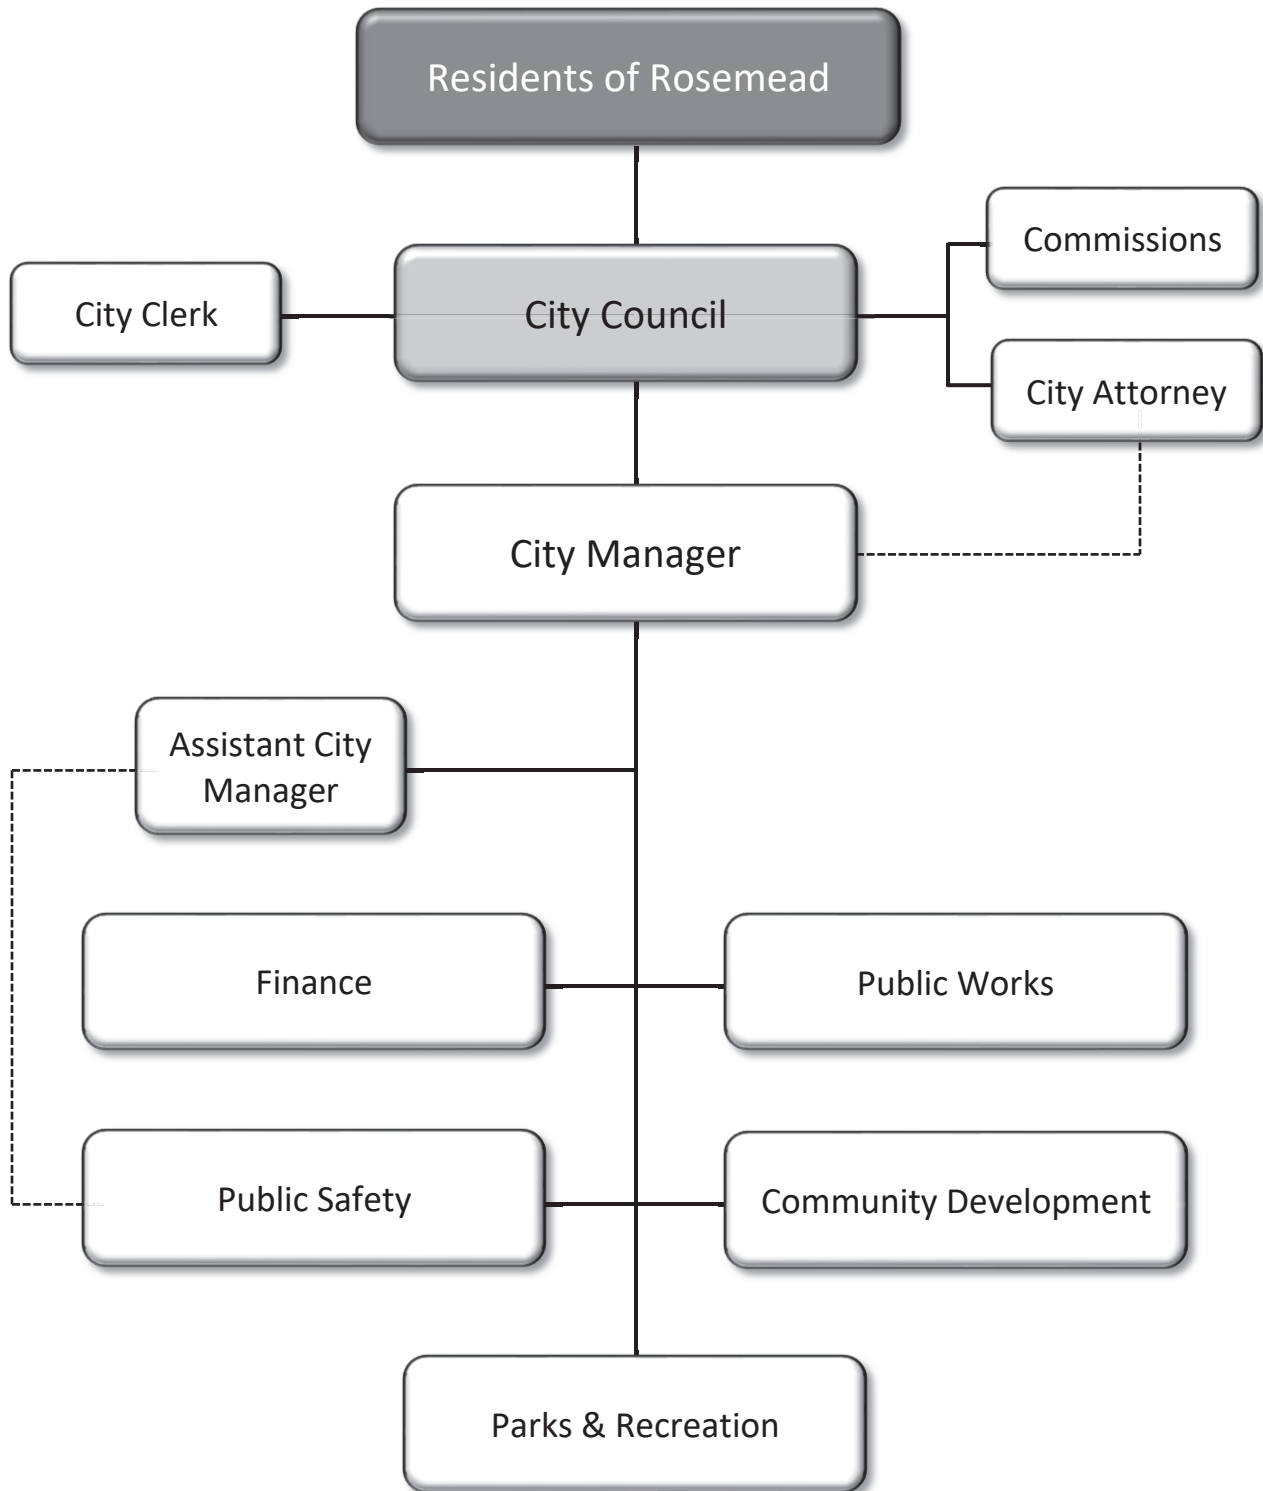 Residents of Rosemead
Commissions
City Clerk
City Council
City Attorney
City Manager
Assistant City
Manager
Finance
Public Works
Public Safety
Community Development
Parks & Recreation